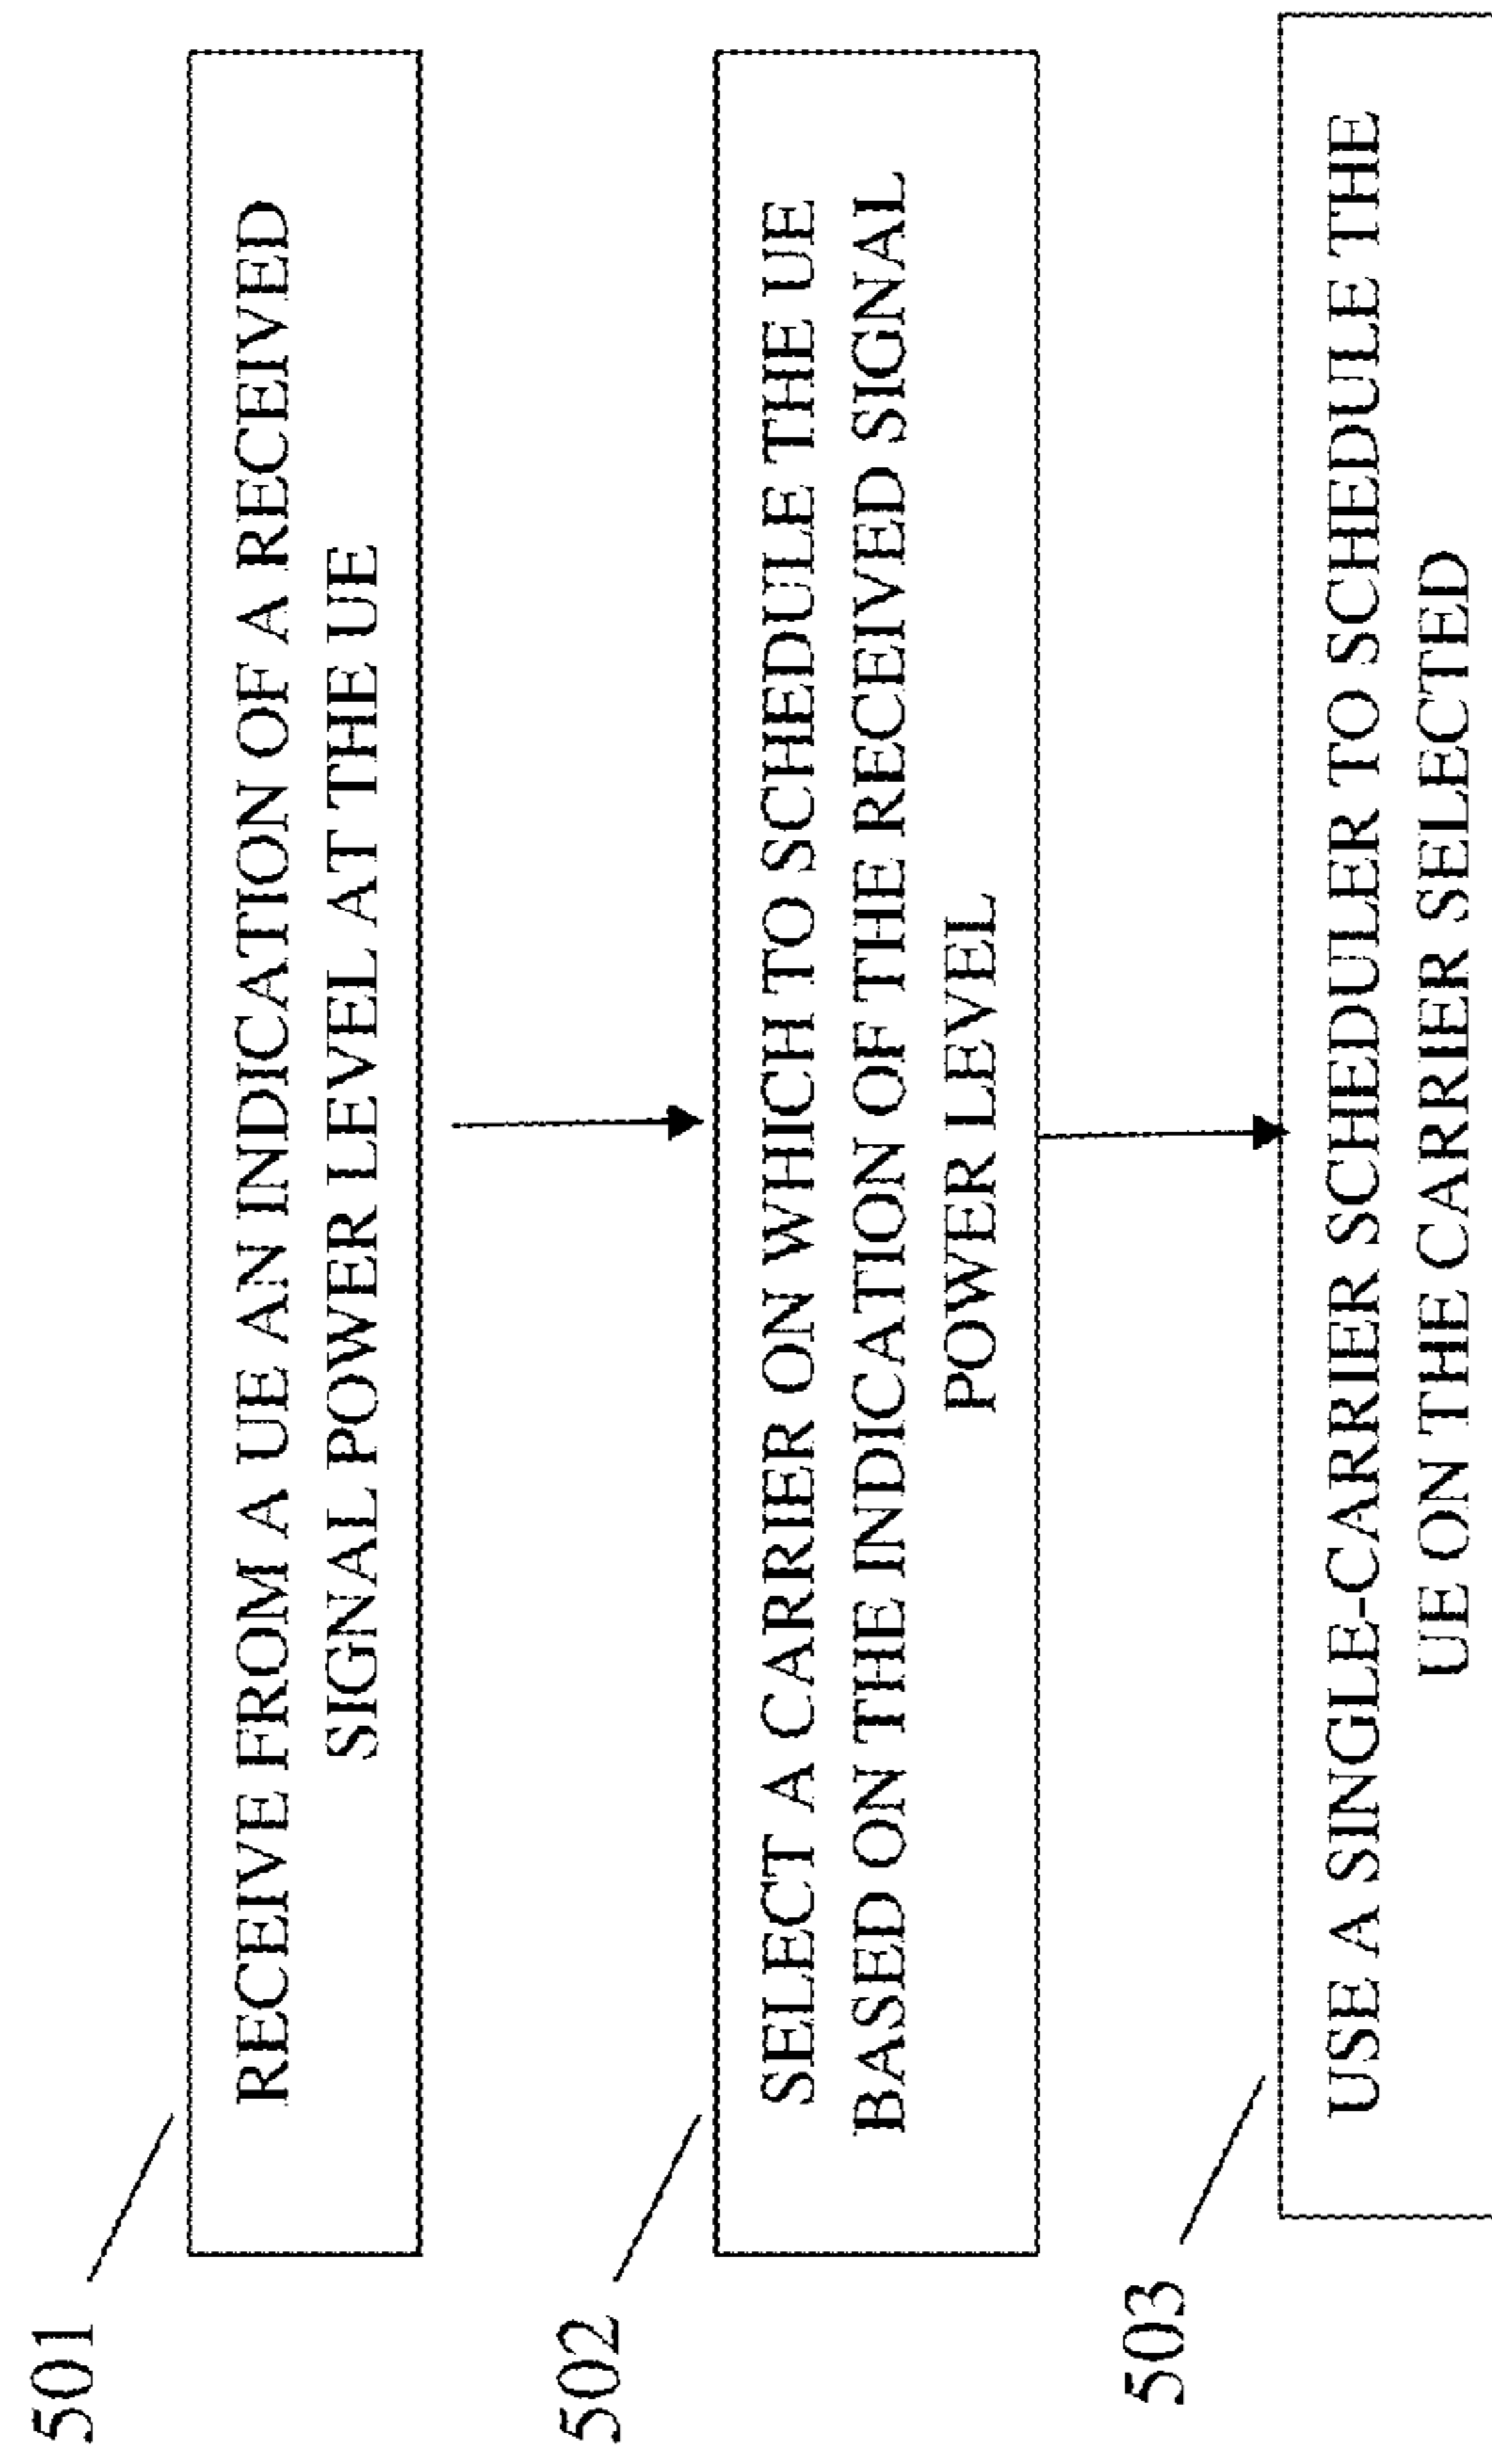 501
RECEIVE FROM A UE AN INDICATION OF A RECEIVED
SIGNAL POWER LEVEL AT THE UE
502
SELECT A CARRIER ON WHICH TO SCHEDULE THE UE
BASED ON THE INDICATION OF THE RECEIVED SIGNAL
POWER LEVEL
503
USE A SINGLE-CARRIER SCHEDULER TO SCHEDULE THE
UE ON THE CARRIER SELECTED